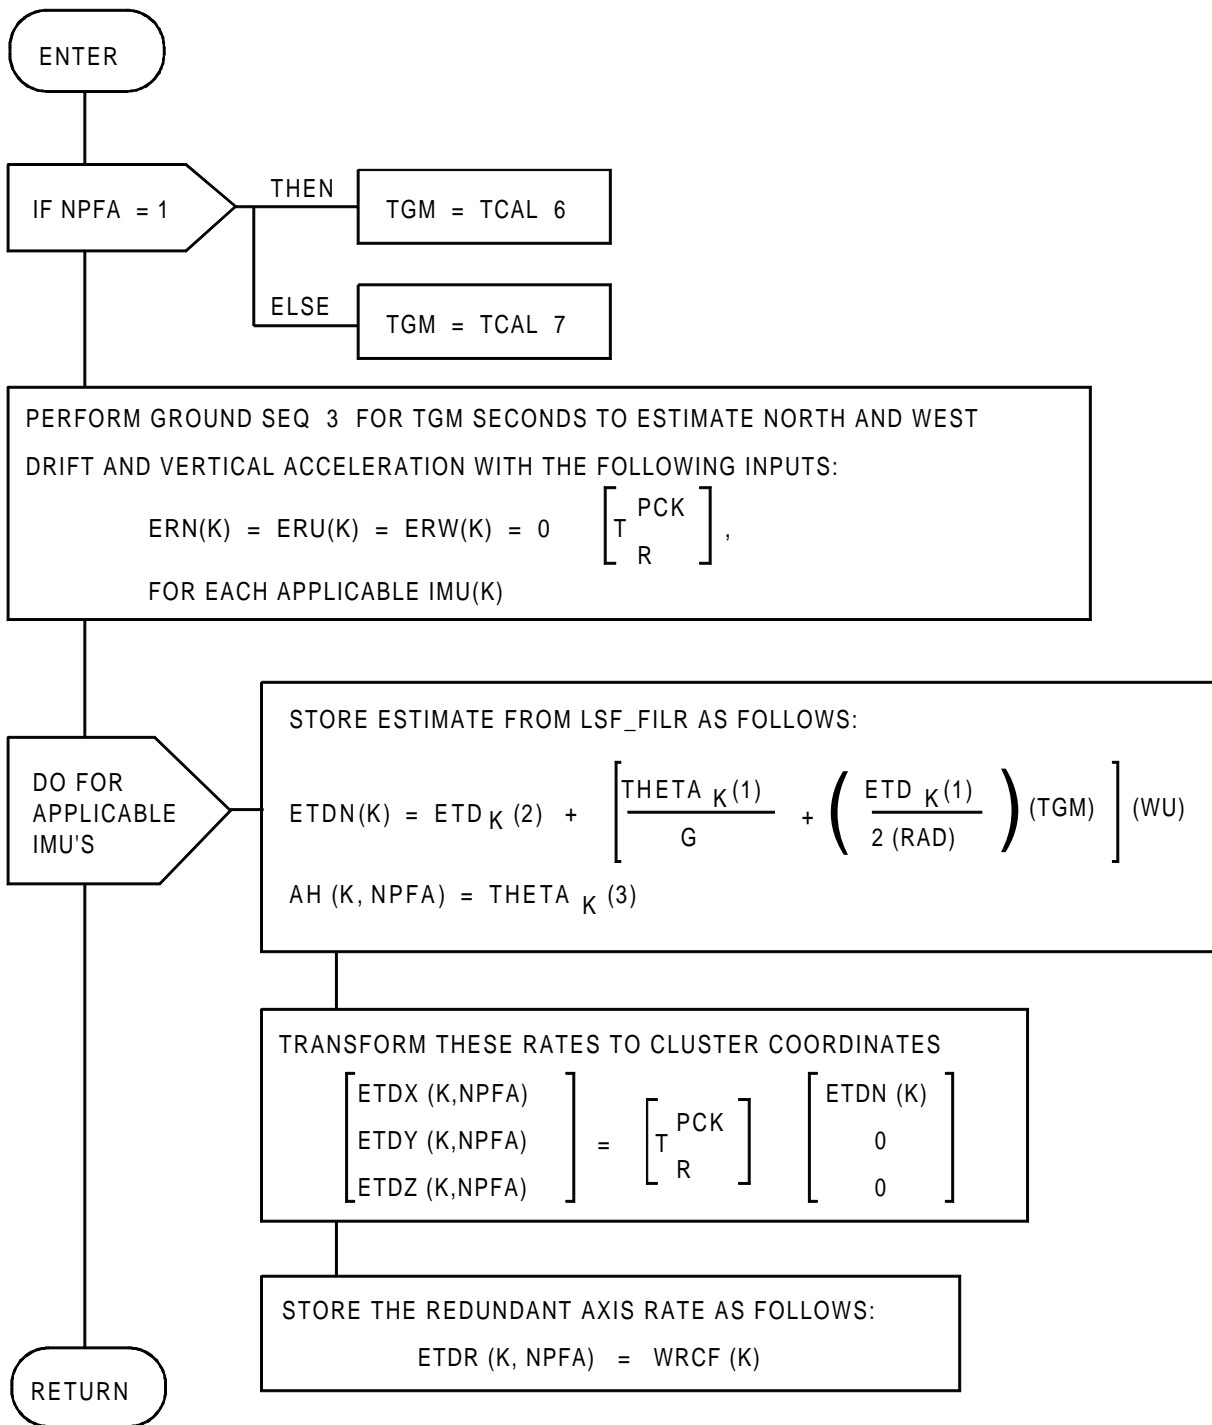 ENTER
IF NPFA = 1
THEN
TGM = TCAL 6
ELSE
TGM = TCAL 7
PERFORM GROUND SEQ 3 FOR TGM SECONDS TO ESTIMATE NORTH AND WEST
DRIFT AND VERTICAL ACCELERATION WITH THE FOLLOWING INPUTS:
ERN(K) = ERU(K) = ERW(K) = 0 [T PCK R],
FOR EACH APPLICABLE IMU(K)
DO FOR
APPLICABLE
IMU'S
STORE ESTIMATE FROM LSF_FILR AS FOLLOWS:
ETDN(K) = ETD K (2) + [THETA K (1) / G + (ETD K (1) / 2 (RAD)) (TGM)] (WU)
AH (K, NPFA) = THETA K (3)
TRANSFORM THESE RATES TO CLUSTER COORDINATES
[ETDX (K,NPFA)
ETDY (K,NPFA)
ETDZ (K,NPFA)] = [T PCK R] [ETDN (K)
0
0]
STORE THE REDUNDANT AXIS RATE AS FOLLOWS:
ETDR (K, NPFA) = WRCF (K)
RETURN